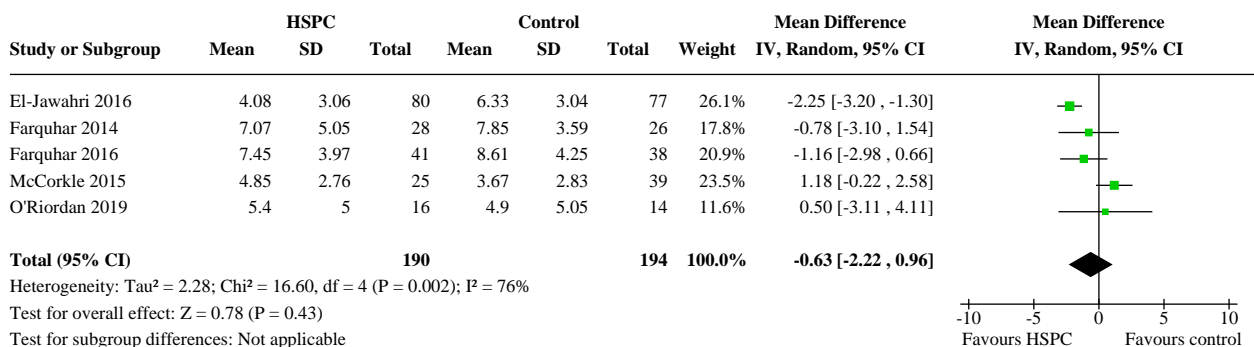 HSPC Control Mean Difference Mean Difference
Study or Subgroup Mean SD Total Mean SD Total Weight IV, Random, 95% CI IV, Random, 95% CI
El-Jawahri 2016 4.08 3.06 80 6.33 3.04 77 26.1% -2.25 [-3.20 , -1.30]
Farquhar 2014 7.07 5.05 28 7.85 3.59 26 17.8% -0.78 [-3.10 , 1.54]
Farquhar 2016 7.45 3.97 41 8.61 4.25 38 20.9% -1.16 [-2.98 , 0.66]
McCorkle 2015 4.85 2.76 25 3.67 2.83 39 23.5% 1.18 [-0.22 , 2.58]
O'Riordan 2019 5.4 5 16 4.9 5.05 14 11.6% 0.50 [-3.11 , 4.11]
Total (95% CI) 190 194 100.0% -0.63 [-2.22 , 0.96]
Heterogeneity: Tau² = 2.28; Chi² = 16.60, df = 4 (P = 0.002); I² = 76%
Test for overall effect: Z = 0.78 (P = 0.43)
-10 -5 0 5 10
Test for subgroup differences: Not applicable Favours HSPC Favours control